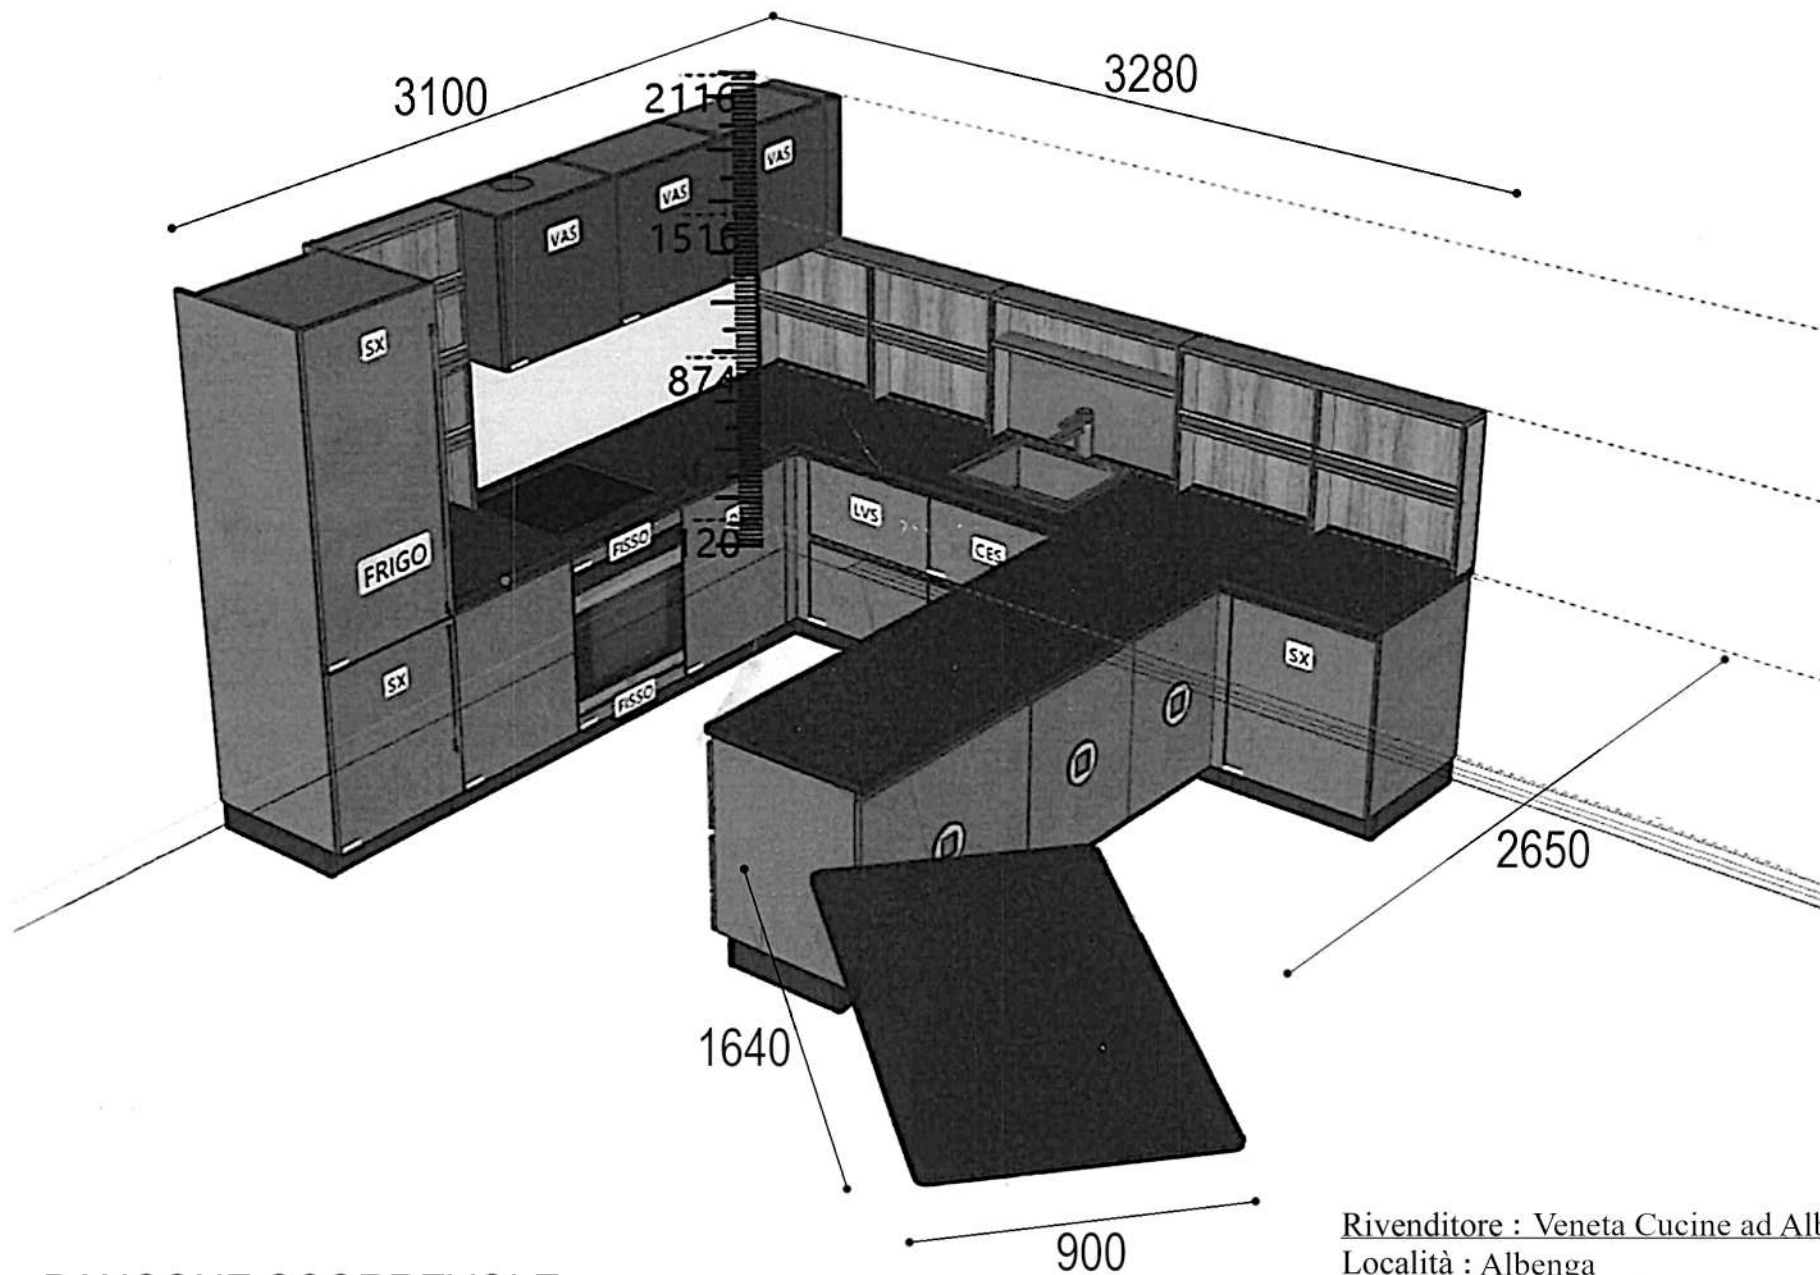 3100
3280
2116
VAS
VAS
VAS
1516
SX
874
FRIGO
FISSO
LVS
CES
120
SX
FISSO
SX
2650
1640
900
Rivenditore : Veneta Cucine ad Alb
Località : Albenga